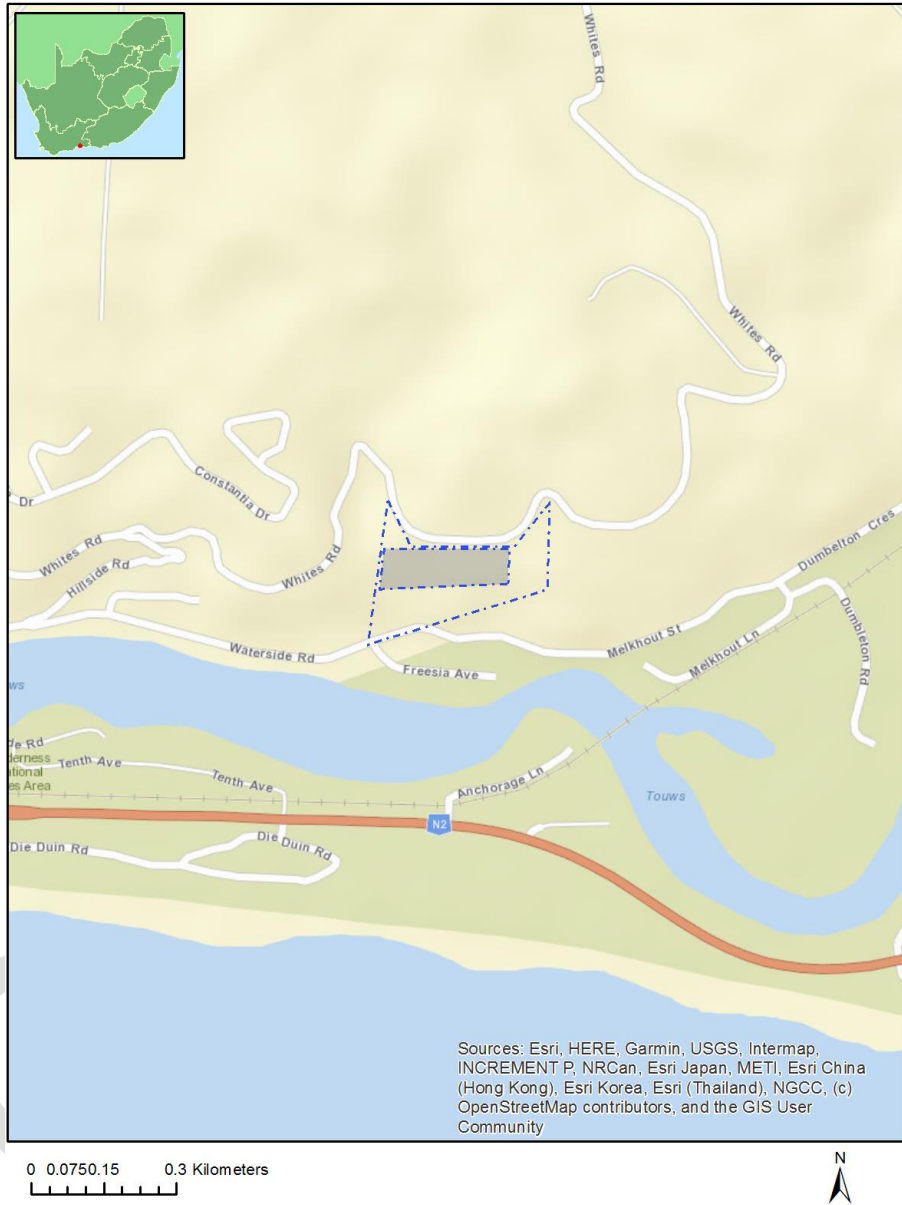 Whites Rd
Whites Rd
Dr
Constantia Dr
Whites Rd
Hillside Rd
Whites Rd
Dumbelton Cres
Waterside Rd
Melkhout St
Melkhout Ln
Dumbleton Rd
Freesia Ave
ws
de Rd
derness
ational
es Area
Tenth Ave
Tenth Ave
Anchorage Ln
Touws
N2
Die Duin Rd
Die Duin Rd
Sources: Esri, HERE, Garmin, USGS, Intermap,
INCREMENT P, NRCan, Esri Japan, METI, Esri China
(Hong Kong), Esri Korea, Esri (Thailand), NGCC, (c)
OpenStreetMap contributors, and the GIS User
Community
0 0.0750.15 0.3 Kilometers
N